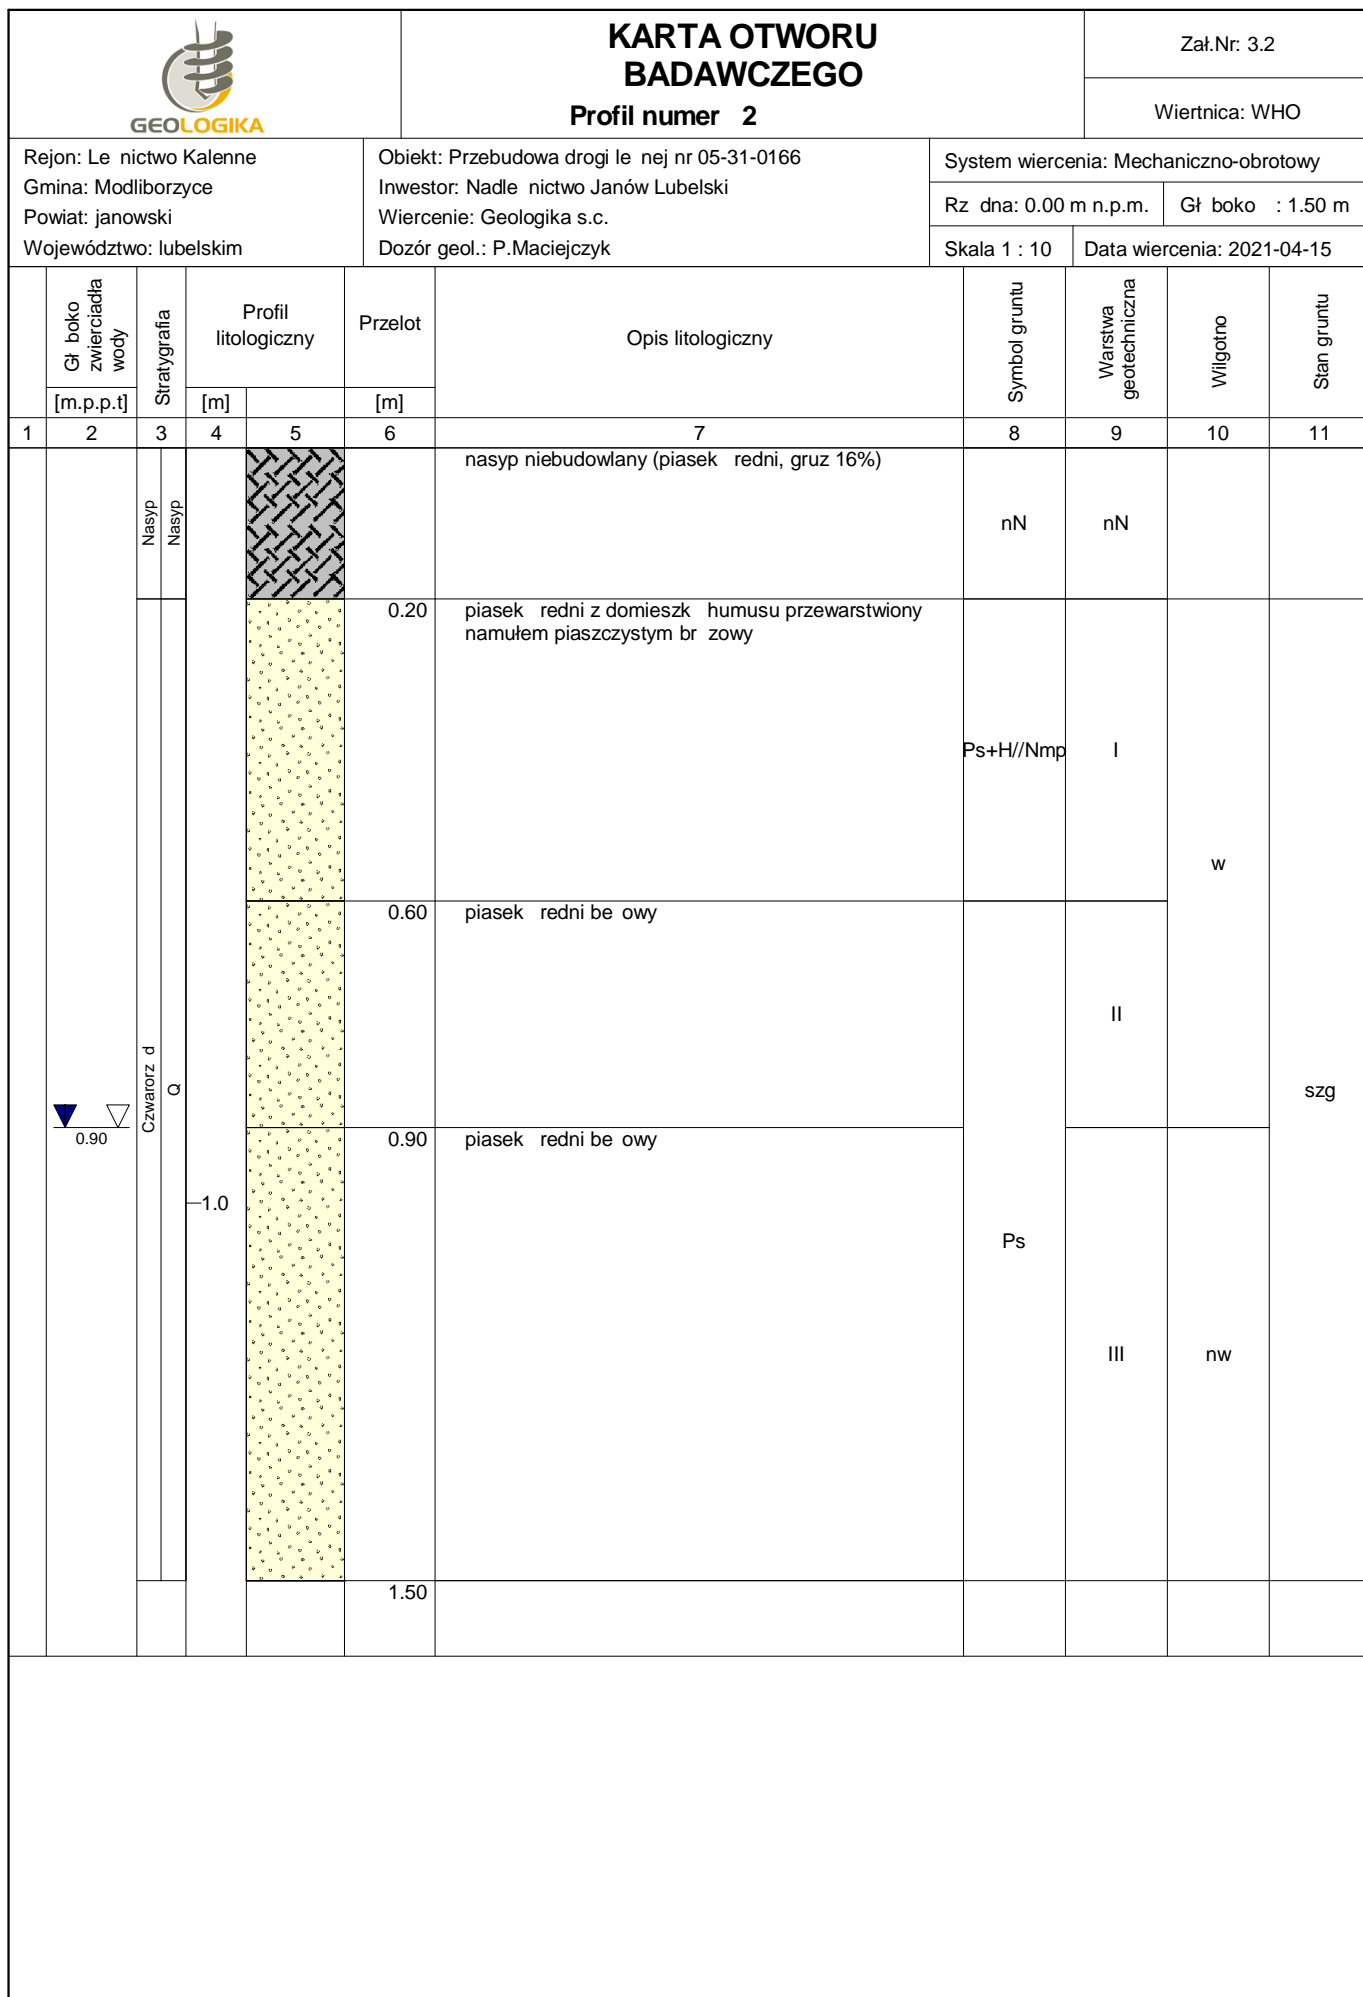 GEOLOGIKA
KARTA OTWORU
BADAWCZEGO
Profil numer 2
Zał.Nr: 3.2
Wiertnica: WHO
Rejon: Le nictwo Kalenne
Gmina: Modliborzyce
Powiat: janowski
Województwo: lubelskim
Obiekt: Przebudowa drogi le nej nr 05-31-0166
Inwestor: Nadle nictwo Janów Lubelski
Wiercenie: Geologika s.c.
Dozór geol.: P.Maciejczyk
System wiercenia: Mechaniczno-obrotowy
Rz dna: 0.00 m n.p.m.
Gł boko : 1.50 m
Skala 1 : 10
Data wiercenia: 2021-04-15
Gł boko
zwierciadła
wody
[m.p.p.t]
Stratygrafia
Profil
litologiczny
[m]
Przelot
[m]
Opis litologiczny
Symbol gruntu
Warstwa
geotechniczna
Wilgotno
Stan gruntu
1 2 3 4 5 6 7 8 9 10 11
Nasyp
Nasyp
nasyp niebudowlany (piasek redni, gruz 16%)
nN
nN
0.20
piasek redni z domieszk humusu przewarstwiony
namułem piaszczystym br zowy
Ps+H//Nmp
I
w
0.60
piasek redni be owy
II
Czwarorz d
Q
szg
0.90
0.90
piasek redni be owy
1.0
Ps
III
nw
1.50